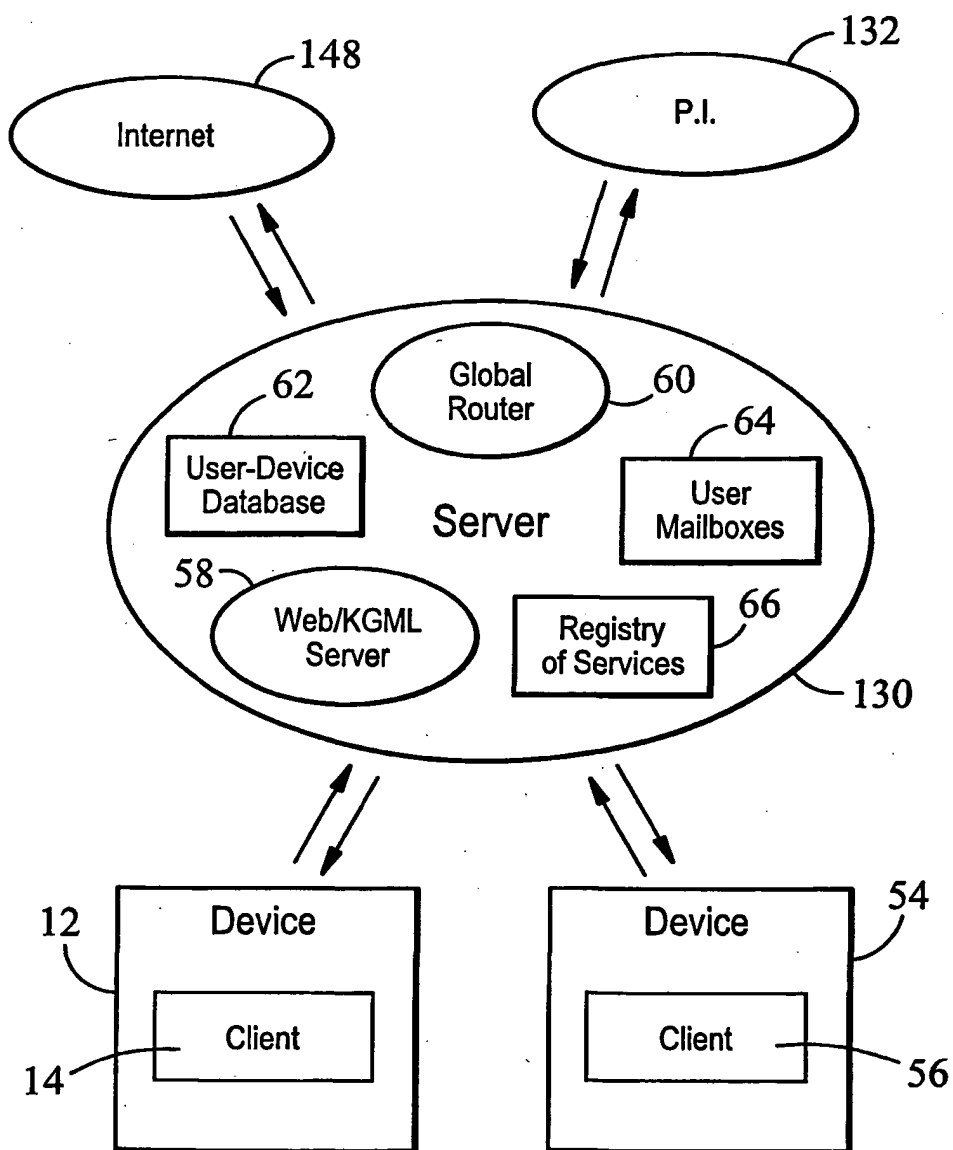 148
132
Internet
P.I.
Global
Router
60
62
64
User-Device
Database
User
Mailboxes
Server
58
66
Web/KGML
Server
Registry
of Services
130
12
Device
Device
54
Client
Client
14
56